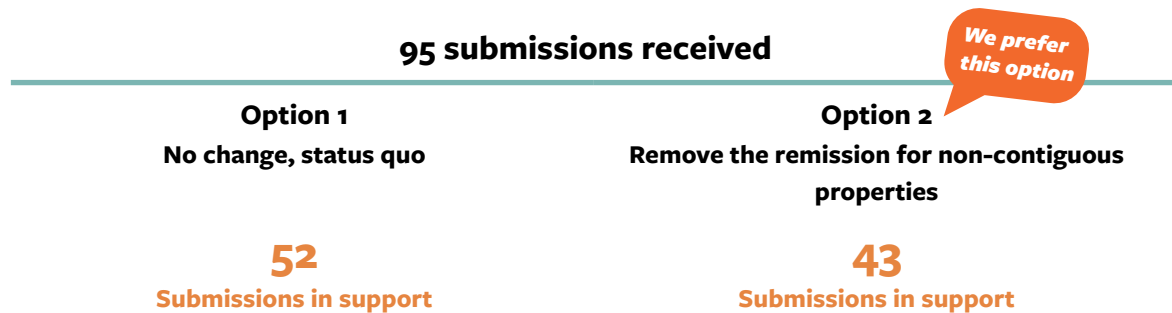 95 submissions received
We prefer
this option
Option 1
No change, status quo
52
Submissions in support
Option 2
Remove the remission for non-contiguous
properties
43
Submissions in support